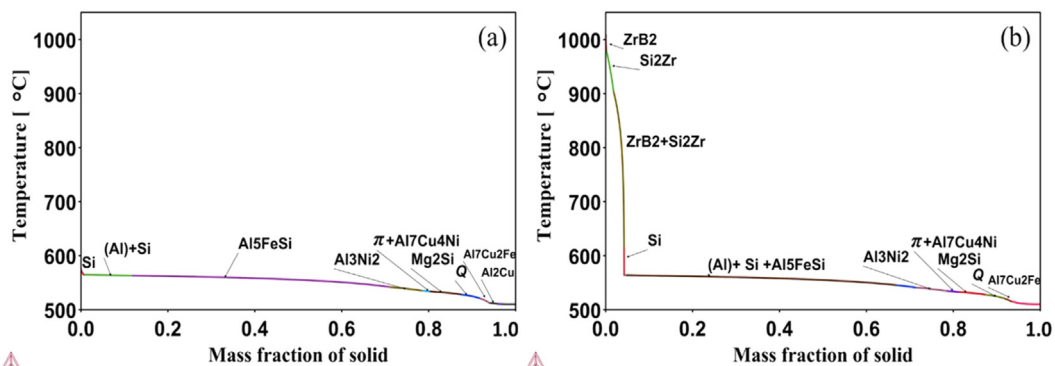 (a)
1000
900
800
700
600
500
Temperature [ °C]
Si
(Al)+Si
Al5FeSi
Al3Ni2
π+Al7Cu4Ni
Mg2Si
Q
Al7Cu2Fe
Al2Cu
0.0 0.2 0.4 0.6 0.8 1.0
Mass fraction of solid
(b)
1000
900
800
700
600
500
Temperature [ °C]
ZrB2
Si2Zr
ZrB2+Si2Zr
Si
(Al)+ Si +Al5FeSi
Al3Ni2
π+Al7Cu4Ni
Mg2Si
Q
Al7Cu2Fe
0.0 0.2 0.4 0.6 0.8 1.0
Mass fraction of solid